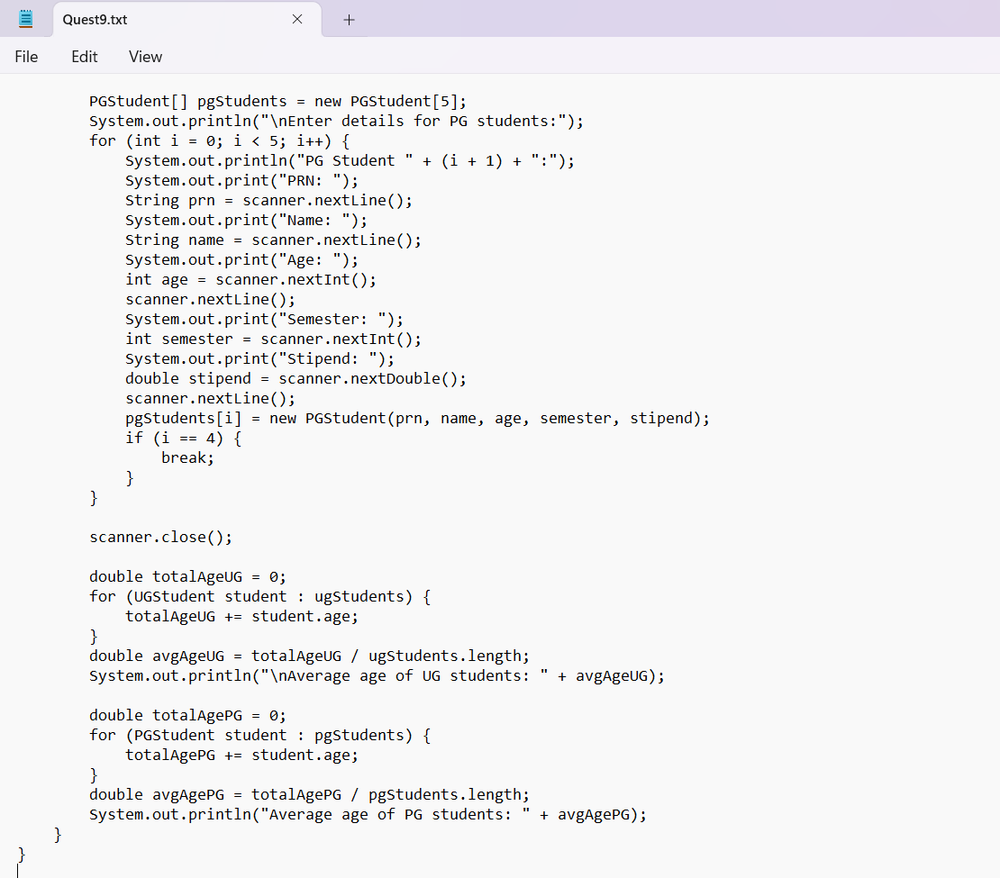 Quest9.txt
File Edit View
PGStudent[] pgStudents = new PGStudent[5];
System.out.println("\nEnter details for PG students:");
for (int i = 0; i < 5; i++) {
System.out.println("PG Student " + (i + 1) + ":");
System.out.print("PRN: ");
String prn = scanner.nextLine();
System.out.print("Name: ");
String name = scanner.nextLine();
System.out.print("Age: ");
int age = scanner.nextInt();
scanner.nextLine();
System.out.print("Semester: ");
int semester = scanner.nextInt();
System.out.print("Stipend: ");
double stipend = scanner.nextDouble();
scanner.nextLine();
pgStudents[i] = new PGStudent(prn, name, age, semester, stipend);
if (i == 4) {
break;
}
}
scanner.close();
double totalAgeUG = 0;
for (UGStudent student : ugStudents) {
totalAgeUG += student.age;
}
double avgAgeUG = totalAgeUG / ugStudents.length;
System.out.println("\nAverage age of UG students: " + avgAgeUG);
double totalAgePG = 0;
for (PGStudent student : pgStudents) {
totalAgePG += student.age;
}
double avgAgePG = totalAgePG / pgStudents.length;
System.out.println("Average age of PG students: " + avgAgePG);
}
}